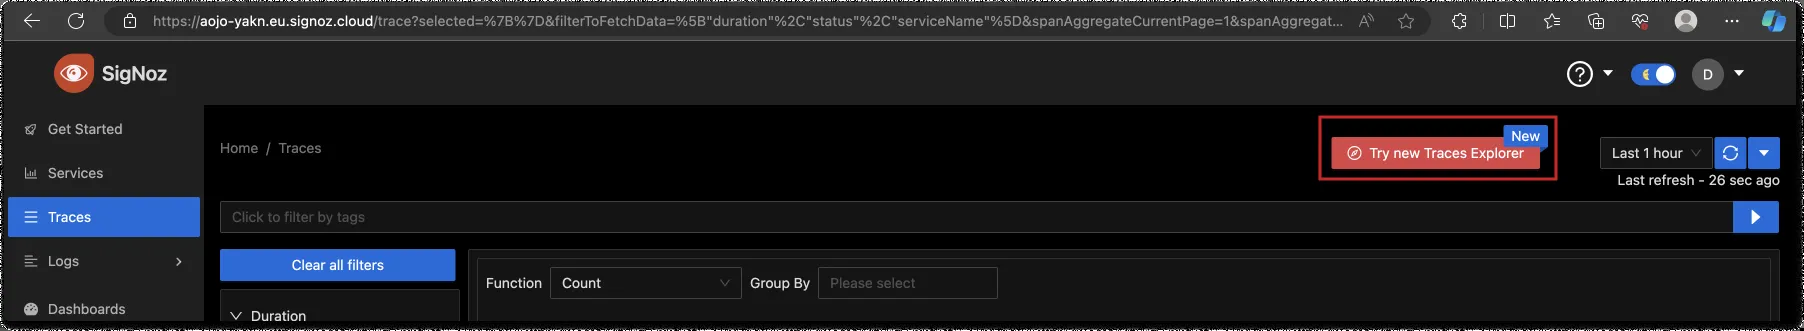 https://aojo-yakn.eu.signoz.cloud/trace?selected=%7B%7D&filterToFetchData=%5B"duration"%2C"status"%2C"serviceName"%5D&spanAggregateCurrentPage=1&spanAggregat...
SigNoz
D
Get Started
Services
Traces
Logs
Dashboards
Home / Traces
New
Try new Traces Explorer
Last 1 hour
Last refresh - 26 sec ago
Click to filter by tags
Clear all filters
Duration
Function Count Group By Please select